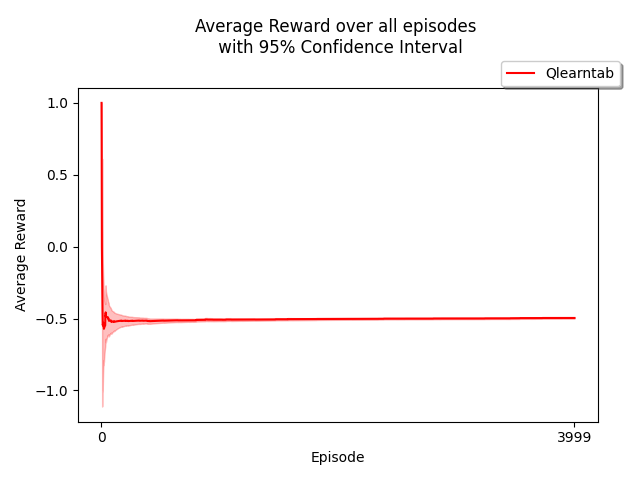 Average Reward over all episodes
with 95% Confidence Interval
Qlearntab
1.0
0.5
0.0
−0.5
−1.0
Average Reward
0
3999
Episode